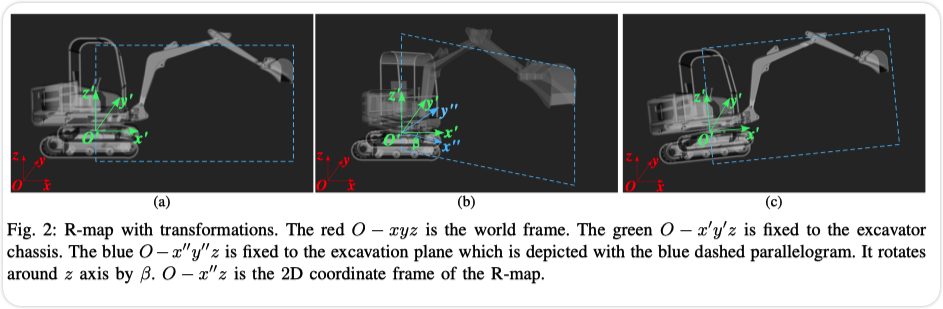 z' y' O' x' z y O x
z' y' y'' O' x' β x'' z y O x
z' y' O' x' z y O x
(a) (b) (c)
Fig. 2: R-map with transformations. The red O − xyz is the world frame. The green O − x′y′z is fixed to the excavator
chassis. The blue O − x″y″z is fixed to the excavation plane which is depicted with the blue dashed parallelogram. It rotates
around z axis by β. O − x″z is the 2D coordinate frame of the R-map.